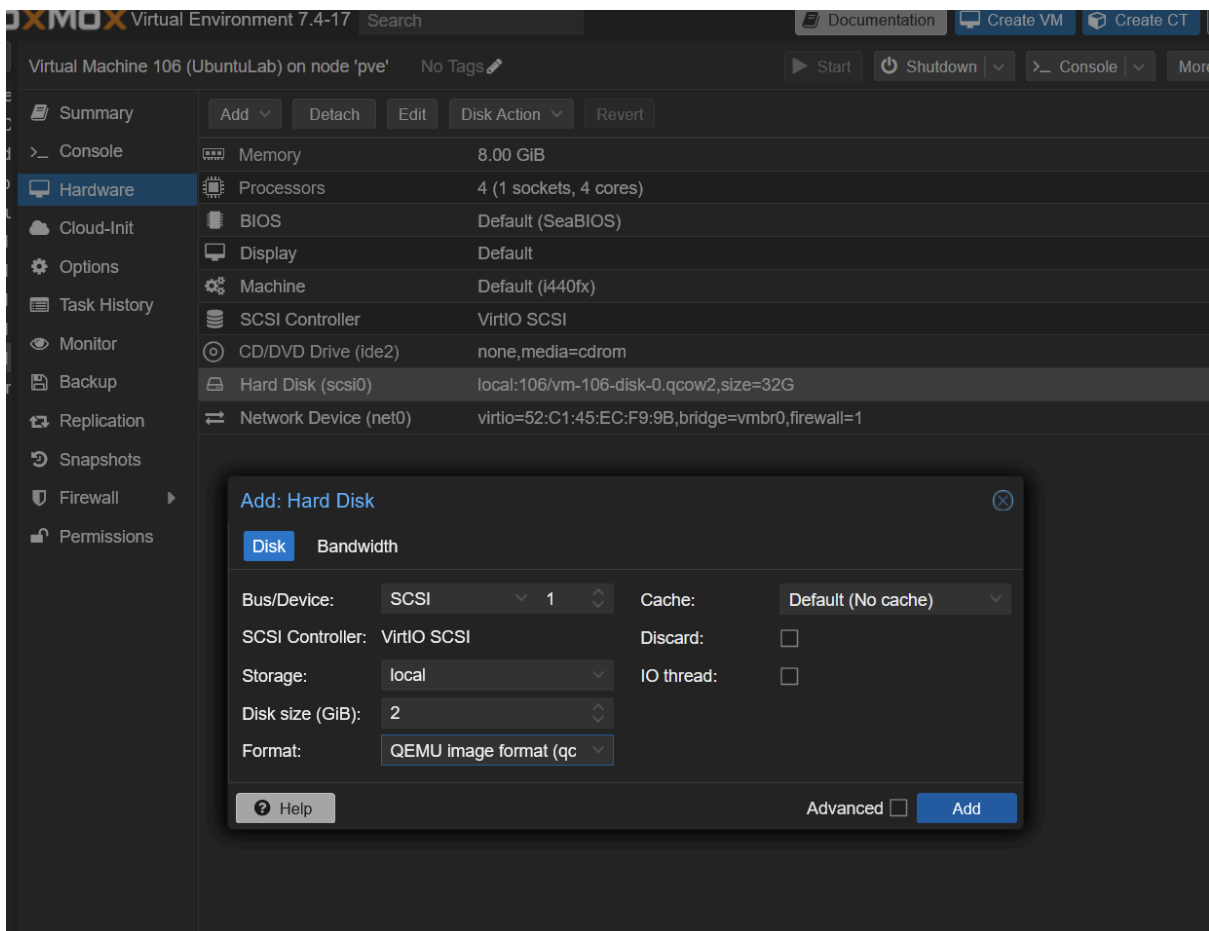 XMOX Virtual Environment 7.4-17 Search Documentation Create VM Create CT
Virtual Machine 106 (UbuntuLab) on node 'pve' No Tags Start Shutdown Console More
Summary
Console
Hardware
Cloud-Init
Options
Task History
Monitor
Backup
Replication
Snapshots
Firewall
Permissions
Add Detach Edit Disk Action Revert
Memory 8.00 GiB
Processors 4 (1 sockets, 4 cores)
BIOS Default (SeaBIOS)
Display Default
Machine Default (i440fx)
SCSI Controller VirtIO SCSI
CD/DVD Drive (ide2) none,media=cdrom
Hard Disk (scsi0) local:106/vm-106-disk-0.qcow2,size=32G
Network Device (net0) virtio=52:C1:45:EC:F9:9B,bridge=vmbr0,firewall=1
Add: Hard Disk
Disk Bandwidth
Bus/Device: SCSI 1
SCSI Controller: VirtIO SCSI
Storage: local
Disk size (GiB): 2
Format: QEMU image format (qc
Cache: Default (No cache)
Discard:
IO thread:
Help Advanced Add